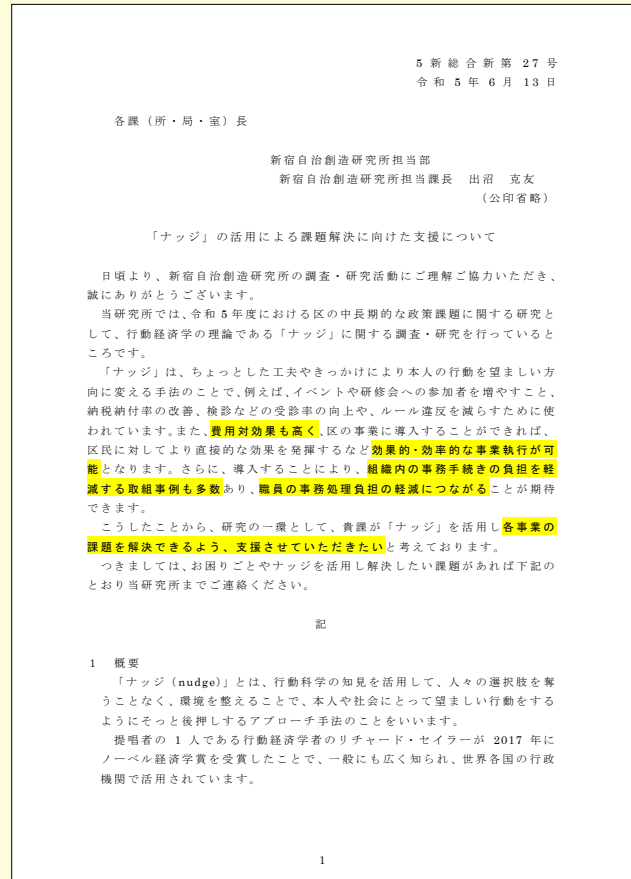 5新総合新第27号
令和5年6月13日
各課（所・局・室）長
新宿自治創造研究所担当部
新宿自治創造研究所担当課長　出沼　克友
（公印省略）
「ナッジ」の活用による課題解決に向けた支援について
日頃より、新宿自治創造研究所の調査・研究活動にご理解ご協力いただき、
誠にありがとうございます。
当研究所では、令和5年度における区の中長期的な政策課題に関する研究と
して、行動経済学の理論である「ナッジ」に関する調査・研究を行っていると
ころです。
「ナッジ」は、ちょっとした工夫やきっかけにより本人の行動を望ましい方
向に変える手法のことで、例えば、イベントや研修会への参加者を増やすこと、
納税納付率の改善、検診などの受診率の向上や、ルール違反を減らすために使
われています。また、費用対効果も高く、区の事業に導入することができれば、
区民に対してより直接的な効果を発揮するなど効果的・効率的な事業執行が可
能となります。さらに、導入することにより、組織内の事務手続きの負担を軽
減する取組事例も多数あり、職員の事務処理負担の軽減につながることが期待
できます。
こうしたことから、研究の一環として、貴課が「ナッジ」を活用し各事業の
課題を解決できるよう、支援させていただきたいと考えております。
つきましては、お困りごとやナッジを活用し解決したい課題があれば下記の
とおり当研究所までご連絡ください。
記
1　概要
「ナッジ（nudge）」とは、行動科学の知見を活用して、人々の選択肢を奪
うことなく、環境を整えることで、本人や社会にとって望ましい行動をする
ようにそっと後押しするアプローチ手法のことをいいます。
提唱者の1人である行動経済学者のリチャード・セイラーが2017年に
ノーベル経済学賞を受賞したことで、一般にも広く知られ、世界各国の行政
機関で活用されています。
1